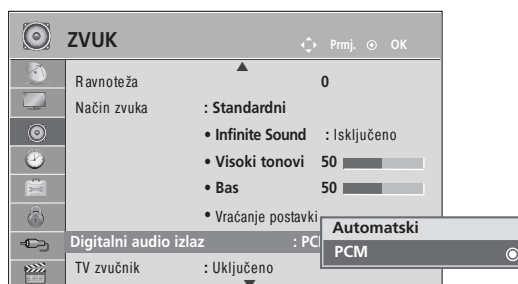 ZVUK Prmj. OK
Ravnoteža 0
Način zvuka : Standardni
• Infinite Sound : Isključeno
• Visoki tonovi 50
• Bas 50
• Vraćanje postavki
Digitalni audio izlaz : PC
Automatski
PCM
TV zvučnik : Uključeno